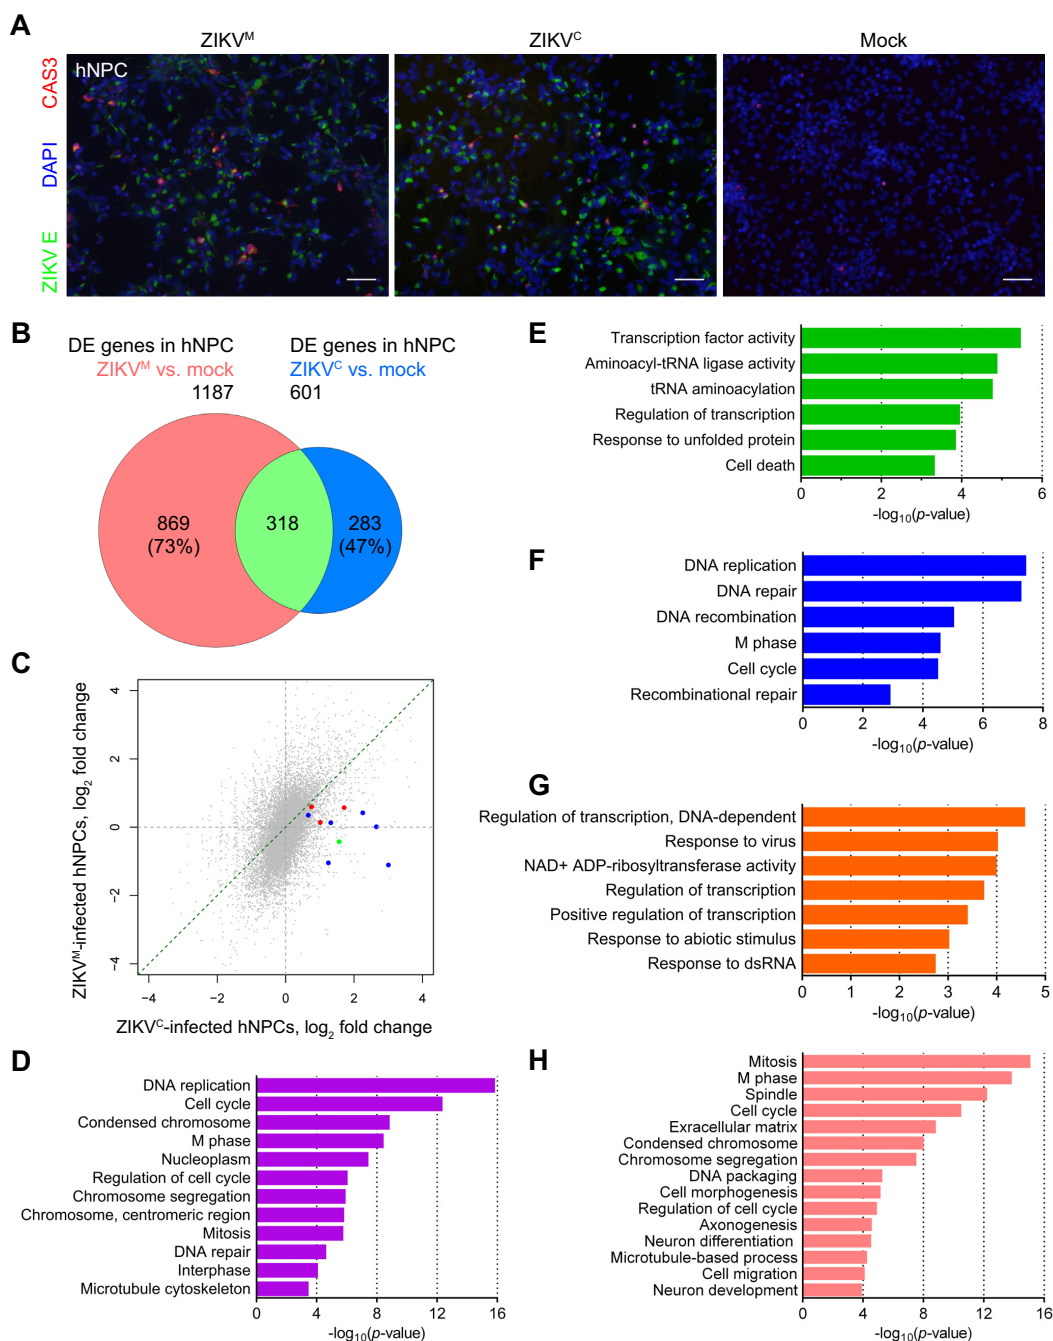 A
ZIKVᴹ
ZIKVᶜ
Mock
CAS3
DAPI
ZIKV E
hNPC
B
DE genes in hNPC
ZIKVᴹ vs. mock
1187
DE genes in hNPC
ZIKVᶜ vs. mock
601
869
(73%)
318
283
(47%)
C
ZIKVᴹ-infected hNPCs, log₂ fold change
4
2
0
−2
−4
−4
−2
0
2
4
ZIKVᶜ-infected hNPCs, log₂ fold change
D
DNA replication
Cell cycle
Condensed chromosome
M phase
Nucleoplasm
Regulation of cell cycle
Chromosome segregation
Chromosome, centromeric region
Mitosis
DNA repair
Interphase
Microtubule cytoskeleton
0
4
8
12
16
-log₁₀(p-value)
E
Transcription factor activity
Aminoacyl-tRNA ligase activity
tRNA aminoacylation
Regulation of transcription
Response to unfolded protein
Cell death
0
2
4
6
-log₁₀(p-value)
F
DNA replication
DNA repair
DNA recombination
M phase
Cell cycle
Recombinational repair
0
2
4
6
8
-log₁₀(p-value)
G
Regulation of transcription, DNA-dependent
Response to virus
NAD+ ADP-ribosyltransferase activity
Regulation of transcription
Positive regulation of transcription
Response to abiotic stimulus
Response to dsRNA
0
1
2
3
4
5
-log₁₀(p-value)
H
Mitosis
M phase
Spindle
Cell cycle
Exracellular matrix
Condensed chromosome
Chromosome segregation
DNA packaging
Cell morphogenesis
Regulation of cell cycle
Axonogenesis
Neuron differentiation
Microtubule-based process
Cell migration
Neuron development
0
4
8
12
16
-log₁₀(p-value)